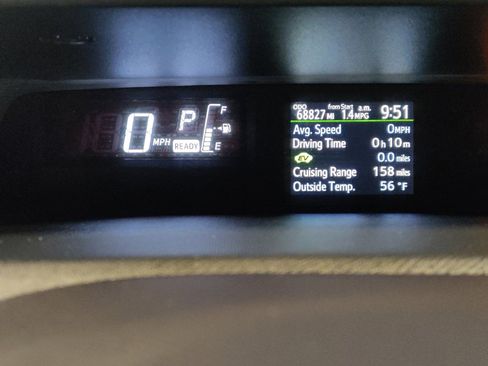 0 MPH
P
READY
F
E
ODO 68827 MI
from Start 1.4 MPG
a.m. 9:51
Avg. Speed 0 MPH
Driving Time 0 h 10 m
EV 0.0 miles
Cruising Range 158 miles
Outside Temp. 56 °F